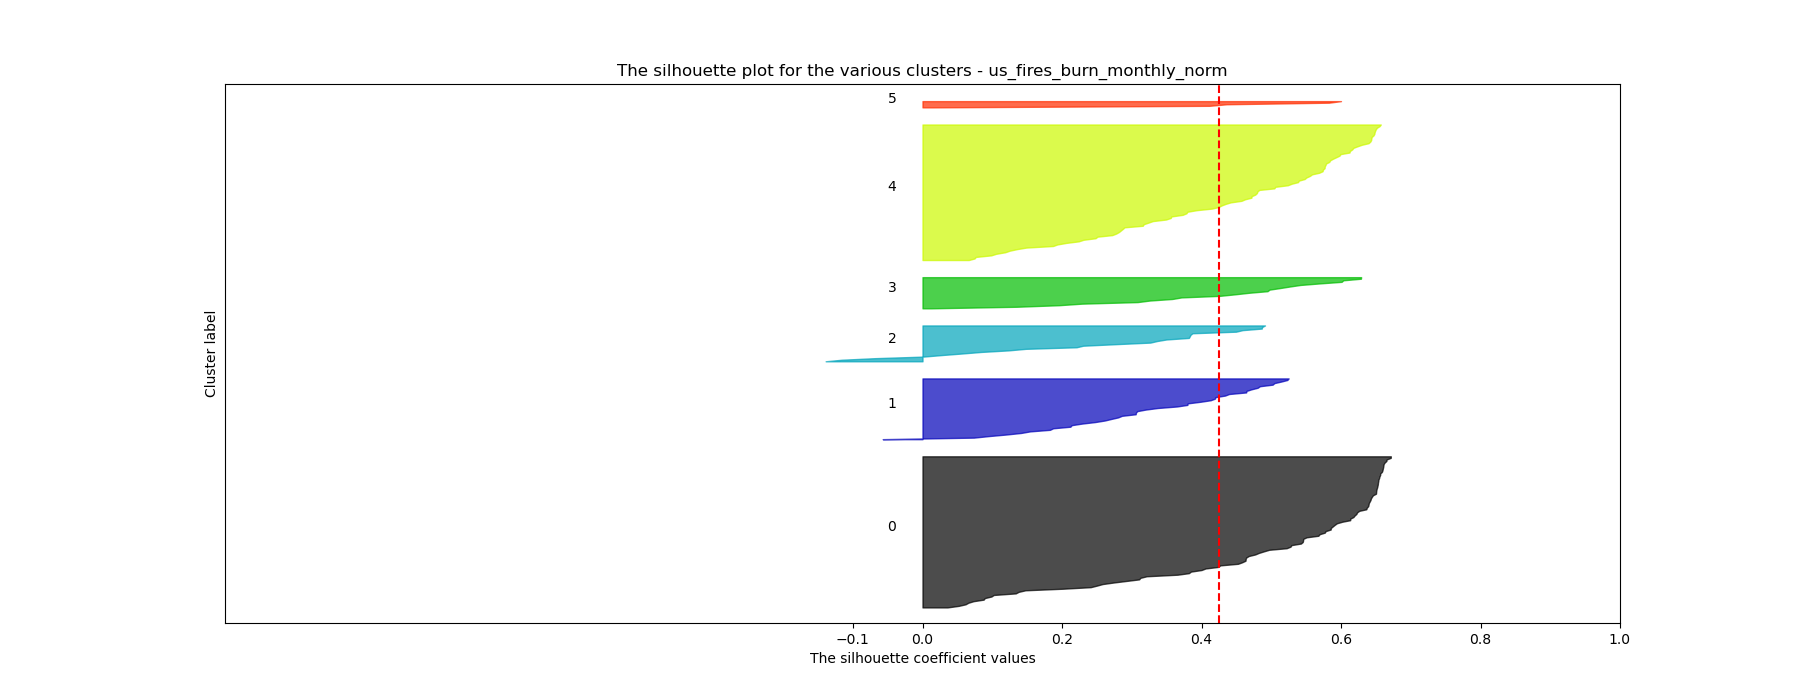 The silhouette plot for the various clusters - us_fires_burn_monthly_norm
5
4
3
2
1
0
Cluster label
−0.1 0.0 0.2 0.4 0.6 0.8 1.0
The silhouette coefficient values